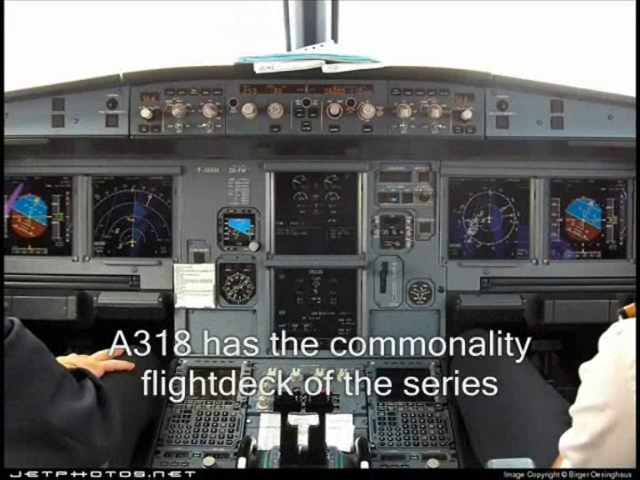 A318 has the commonality
flightdeck of the series
JETPHOTOS.NET
Image Copyright © Birger Oesinghaus